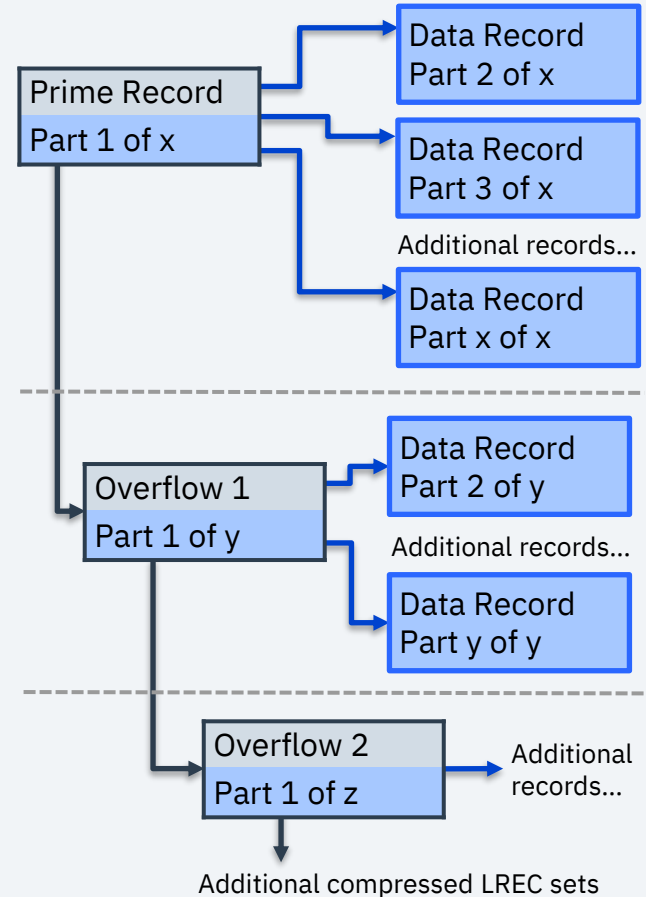 Prime Record
Part 1 of x
Data Record
Part 2 of x
Data Record
Part 3 of x
Additional records...
Data Record
Part x of x
Overflow 1
Part 1 of y
Data Record
Part 2 of y
Additional records...
Data Record
Part y of y
Overflow 2
Part 1 of z
Additional
records...
Additional compressed LREC sets